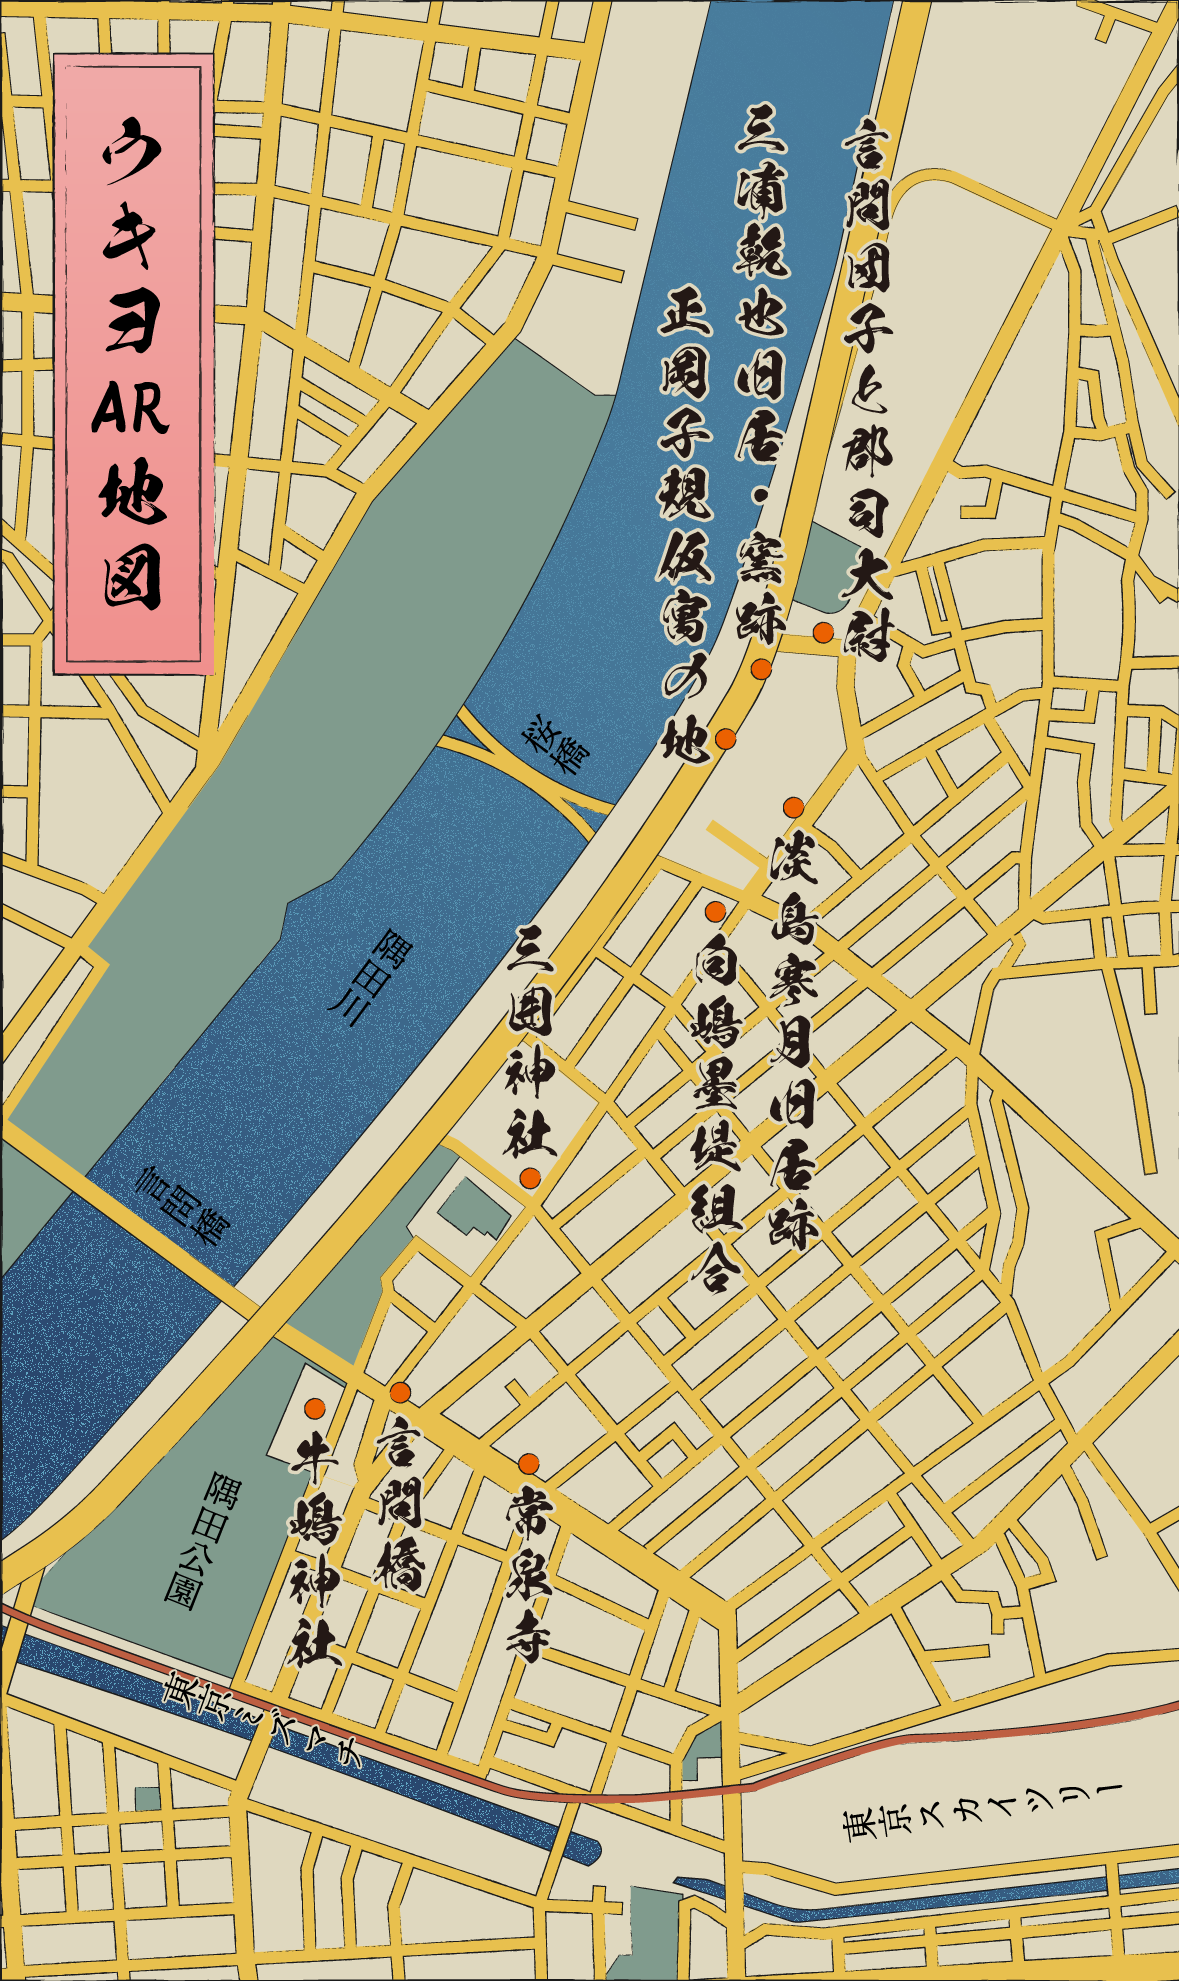 ウキヨAR地図
言問団子と郡司大尉
三浦乾也旧居・窯跡
正岡子規仮寓の地
桜橋
淡島寒月旧居跡
向嶋墨堤組合
三囲神社
隅田川
言問橋
常泉寺
言問橋
牛嶋神社
隅田公園
東京ミズマチ
東京スカイツリー